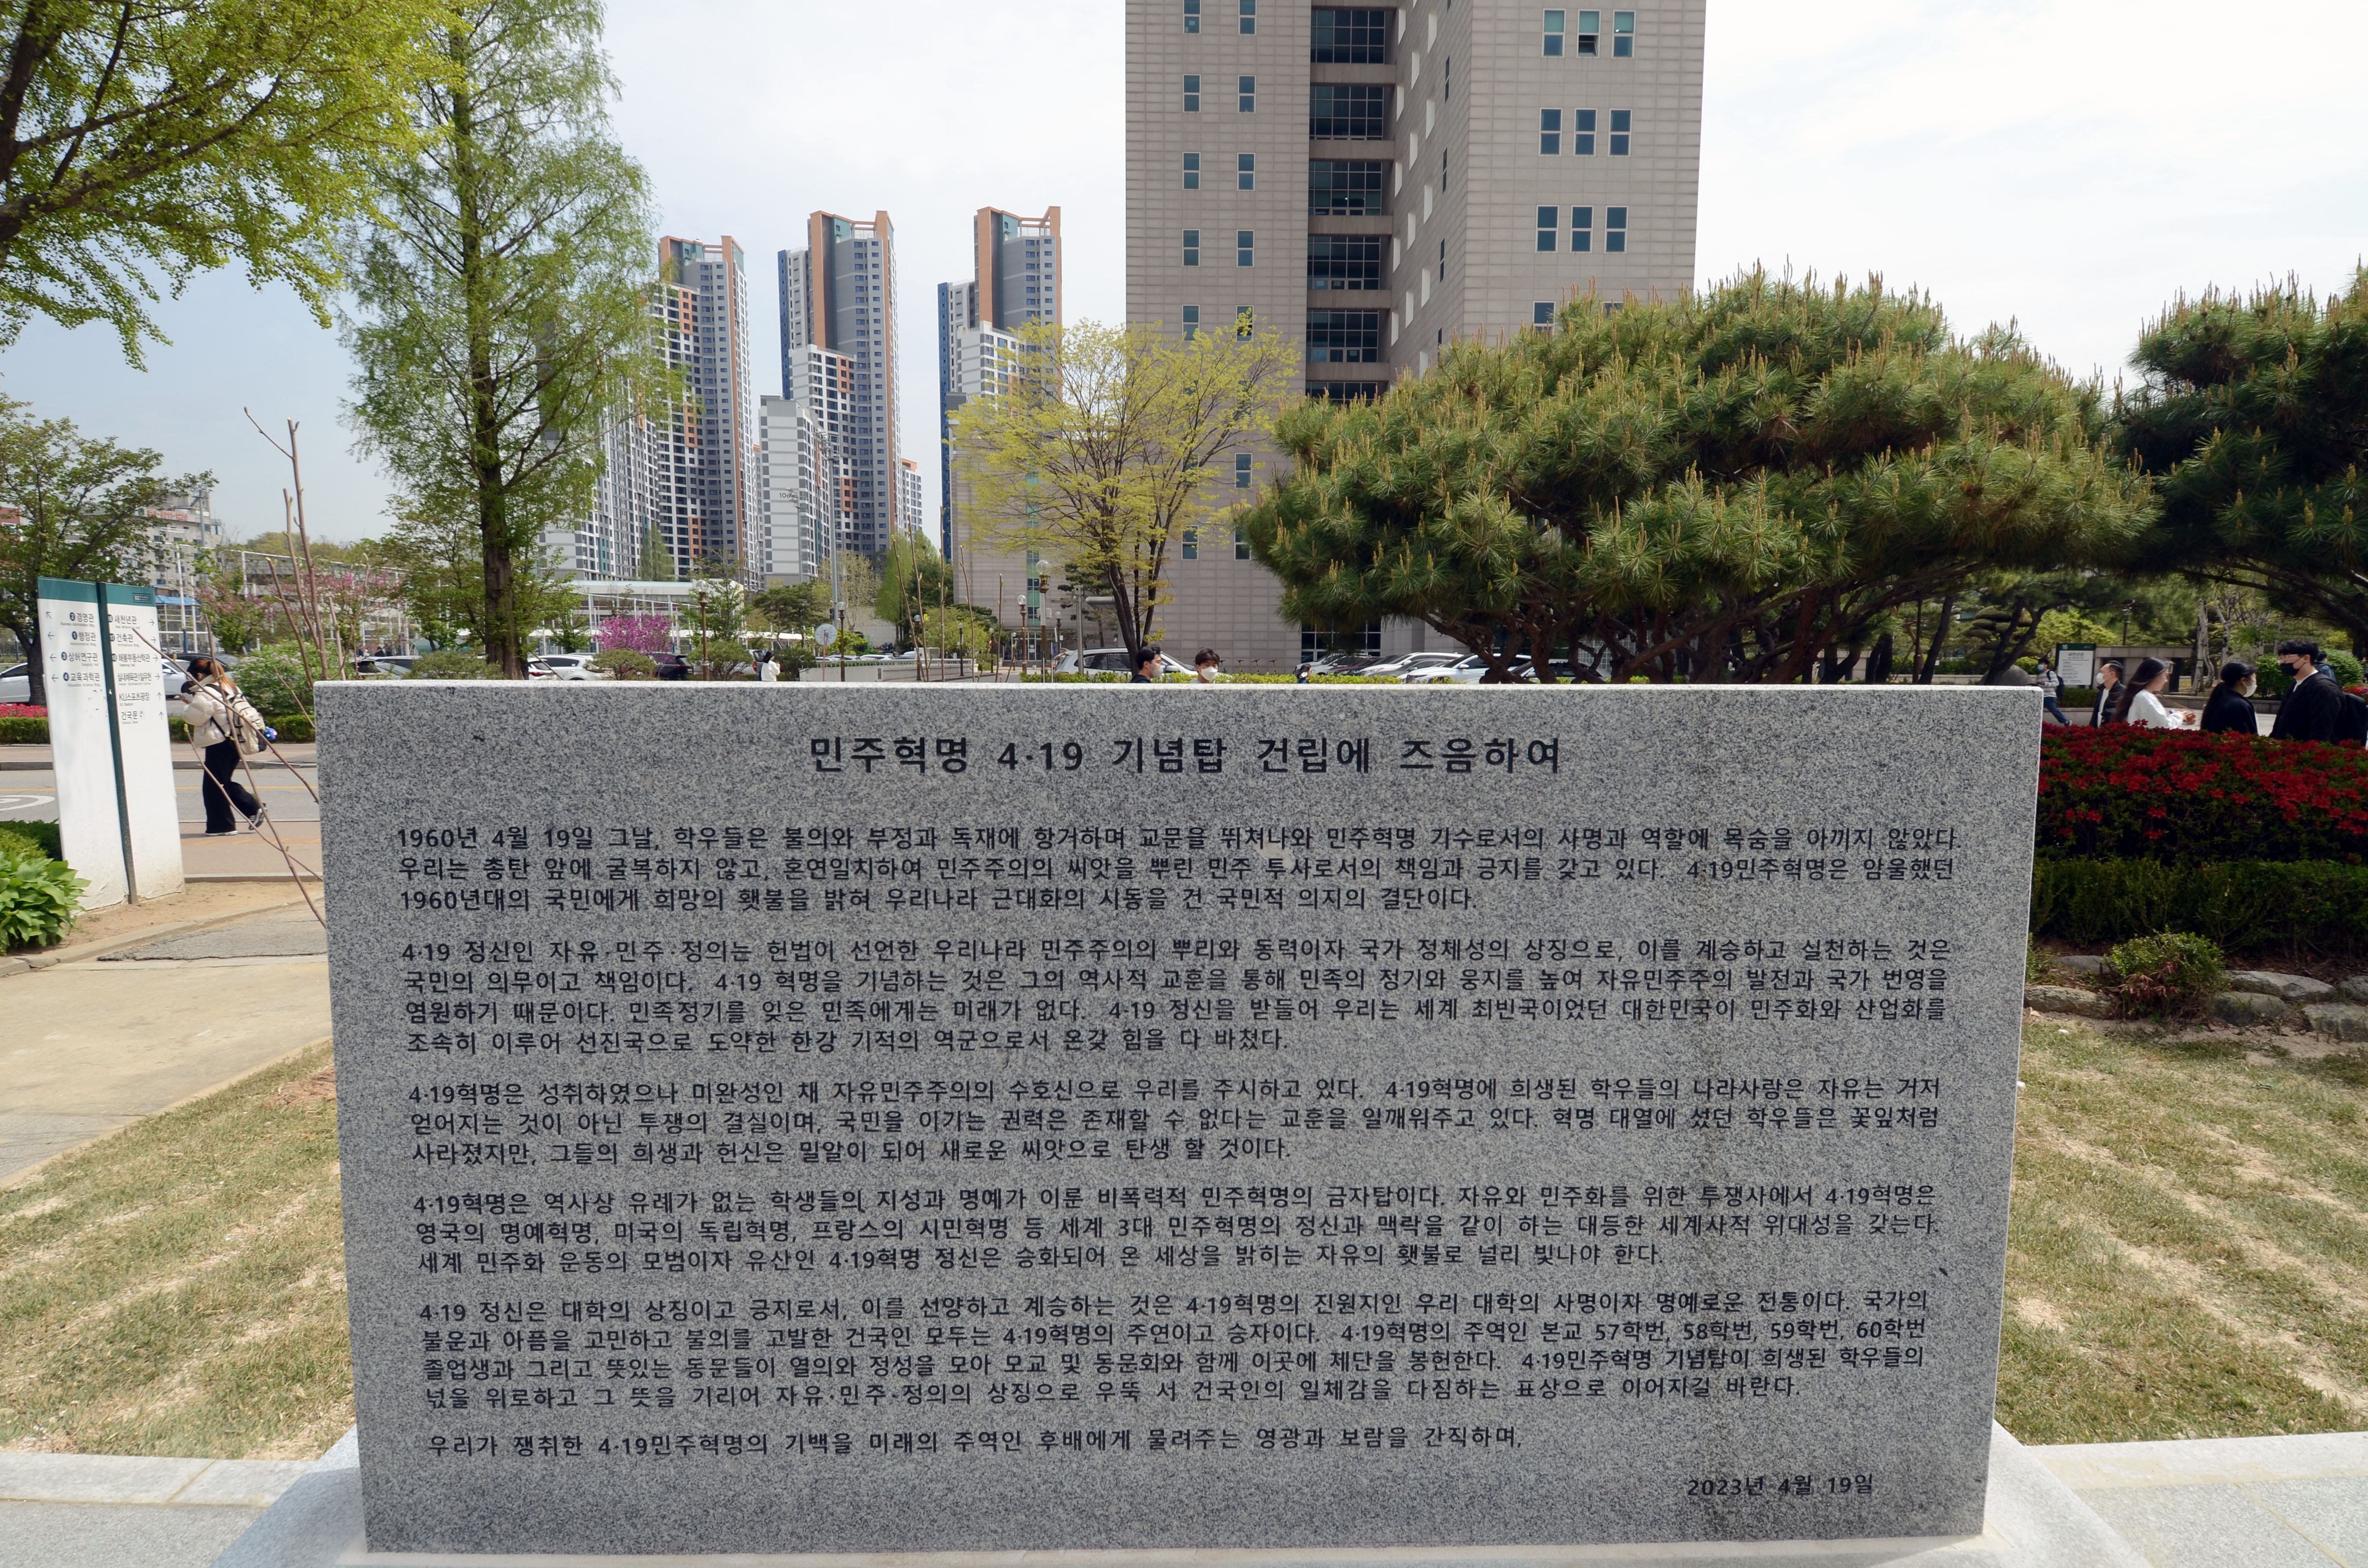 민주혁명 4·19 기념탑 건립에 즈음하여
1960년 4월 19일 그날, 학우들은 불의와 부정과 독재에 항거하며 교문을 뛰쳐나와 민주혁명 기수로서의 사명과 역할에 목숨을 아끼지 않았다.
우리는 총탄 앞에 굴복하지 않고, 혼연일치하여 민주주의의 씨앗을 뿌린 민주 투사로서의 책임과 긍지를 갖고 있다. 4·19민주혁명은 암울했던
1960년대의 국민에게 희망의 횃불을 밝혀 우리나라 근대화의 시동을 건 국민적 의지의 결단이다.
4·19 정신인 자유·민주·정의는 헌법이 선언한 우리나라 민주주의의 뿌리와 동력이자 국가 정체성의 상징으로, 이를 계승하고 실천하는 것은
국민의 의무이고 책임이다. 4·19 혁명을 기념하는 것은 그의 역사적 교훈을 통해 민족의 정기와 웅지를 높여 자유민주주의 발전과 국가 번영을
염원하기 때문이다. 민족정기를 잊은 민족에게는 미래가 없다. 4·19 정신을 받들어 우리는 세계 최빈국이었던 대한민국이 민주화와 산업화를
조속히 이루어 선진국으로 도약한 한강 기적의 역군으로서 온갖 힘을 다 바쳤다.
4·19혁명은 성취하였으나 미완성인 채 자유민주주의의 수호신으로 우리를 주시하고 있다. 4·19혁명에 희생된 학우들의 나라사랑은 자유는 거저
얻어지는 것이 아닌 투쟁의 결실이며, 국민을 이기는 권력은 존재할 수 없다는 교훈을 일깨워주고 있다. 혁명 대열에 섰던 학우들은 꽃잎처럼
사라졌지만, 그들의 희생과 헌신은 밀알이 되어 새로운 씨앗으로 탄생 할 것이다.
4·19혁명은 역사상 유례가 없는 학생들의 지성과 명예가 이룬 비폭력적 민주혁명의 금자탑이다. 자유와 민주화를 위한 투쟁사에서 4·19혁명은
영국의 명예혁명, 미국의 독립혁명, 프랑스의 시민혁명 등 세계 3대 민주혁명의 정신과 맥락을 같이 하는 대등한 세계사적 위대성을 갖는다.
세계 민주화 운동의 모범이자 유산인 4·19혁명 정신은 승화되어 온 세상을 밝히는 자유의 횃불로 널리 빛나야 한다.
4·19 정신은 대학의 상징이고 긍지로서, 이를 선양하고 계승하는 것은 4·19혁명의 진원지인 우리 대학의 사명이자 명예로운 전통이다. 국가의
불운과 아픔을 고민하고 불의를 고발한 건국인 모두는 4·19혁명의 주연이고 승자이다. 4·19혁명의 주역인 본교 57학번, 58학번, 59학번, 60학번
졸업생과 그리고 뜻있는 동문들이 열의와 정성을 모아 모교 및 동문회와 함께 이곳에 제단을 봉헌한다. 4·19민주혁명 기념탑이 희생된 학우들의
넋을 위로하고 그 뜻을 기리어 자유·민주·정의의 상징으로 우뚝 서 건국인의 일체감을 다짐하는 표상으로 이어지길 바란다.
우리가 쟁취한 4·19민주혁명의 기백을 미래의 주역인 후배에게 물려주는 영광과 보람을 간직하며,
2023년 4월 19일
2 경영관
1 행정관
3 상허연구관
4 교육과학관
새천년관
건축관
해봉부동산학관
KU스포츠광장
건국문